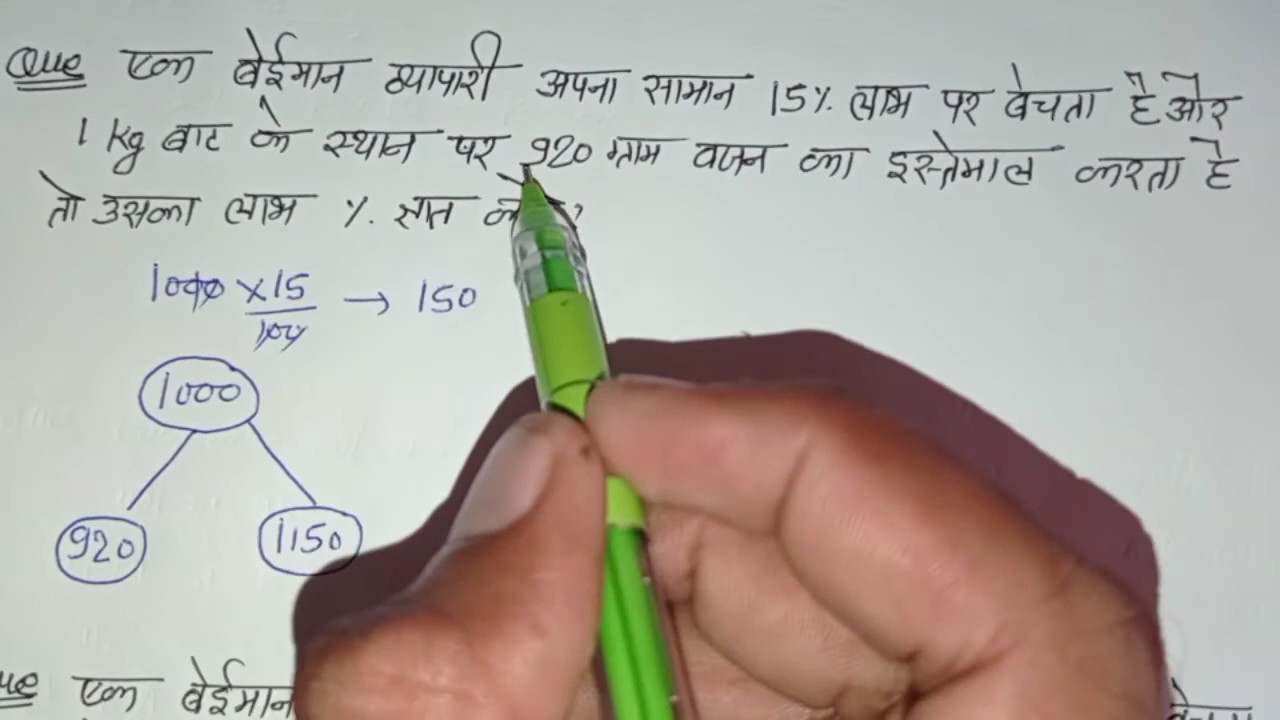 Que एक बेईमान व्यापारी अपना सामान 15% लाभ पर बेचता है और
1 Kg बाट के स्थान पर 920 ग्राम वजन का इस्तेमाल करता है
तो उसका लाभ % ज्ञात
1000 × 15
100
→ 150
1000
920
1150
एक बेईमान